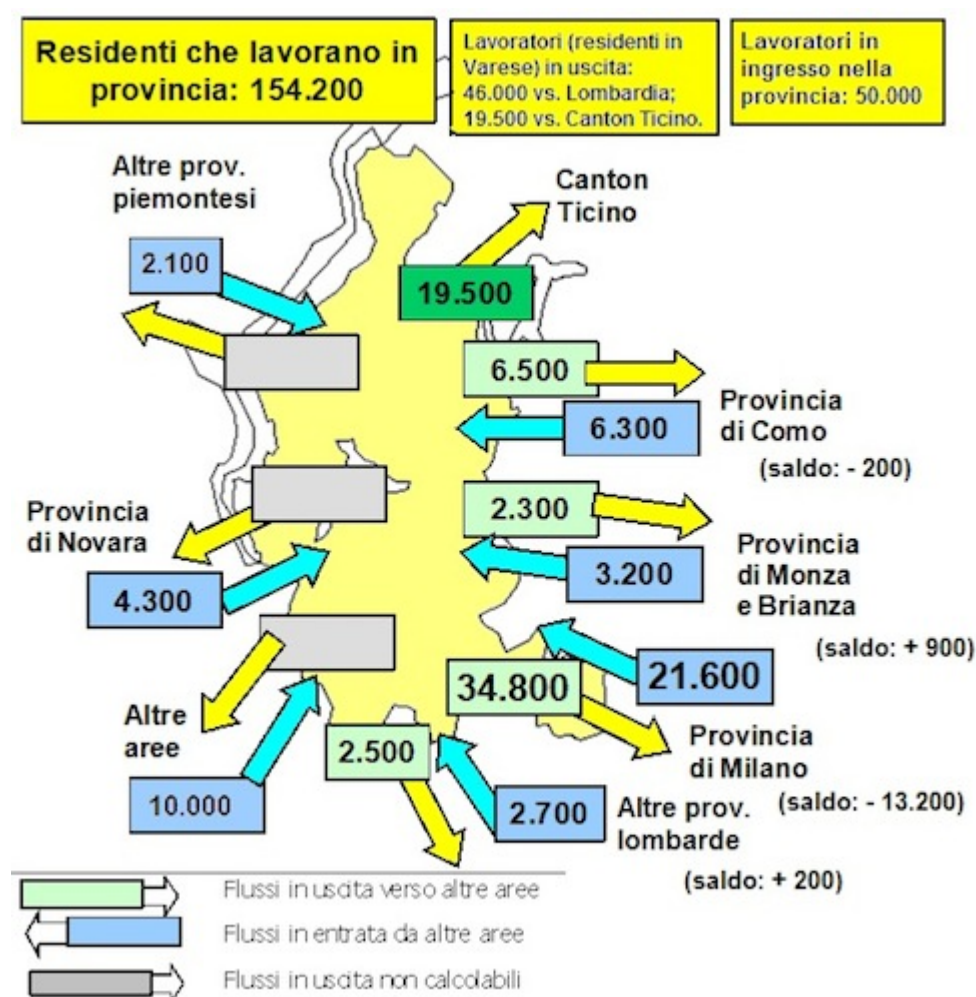 Residenti che lavorano in
provincia: 154.200
Lavoratori (residenti in
Varese) in uscita:
46.000 vs. Lombardia;
19.500 vs. Canton Ticino.
Lavoratori in
ingresso nella
provincia: 50.000
Altre prov.
piemontesi
2.100
Canton
Ticino
19.500
6.500
6.300
Provincia
di Como
(saldo: - 200)
2.300
3.200
Provincia
di Monza
e Brianza
(saldo: + 900)
Provincia
di Novara
4.300
34.800
21.600
Provincia
di Milano
(saldo: - 13.200)
Altre
aree
10.000
2.500
2.700
Altre prov.
lombarde
(saldo: + 200)
Flussi in uscita verso altre aree
Flussi in entrata da altre aree
Flussi in uscita non calcolabili